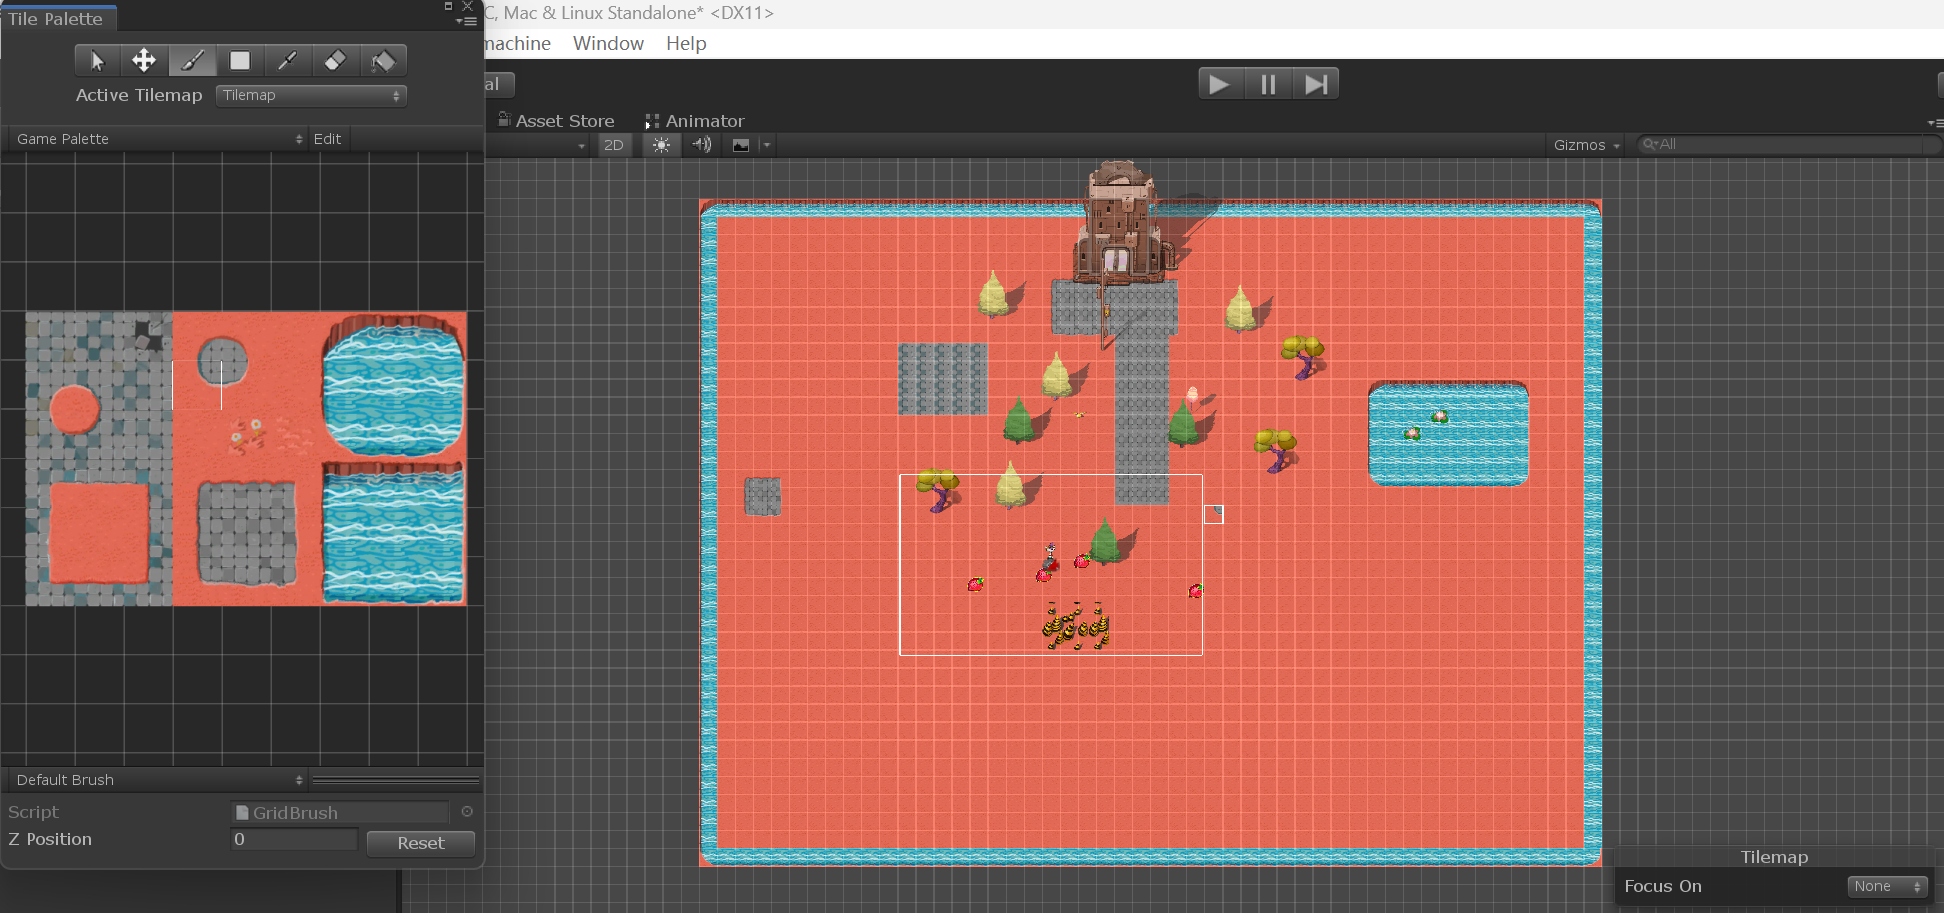 Tile Palette
C, Mac & Linux Standalone* <DX11>
machine Window Help
al
Active Tilemap Tilemap
Asset Store Animator
Game Palette Edit
2D Gizmos All
Default Brush
Script GridBrush
Z Position 0 Reset
Tilemap
Focus On None